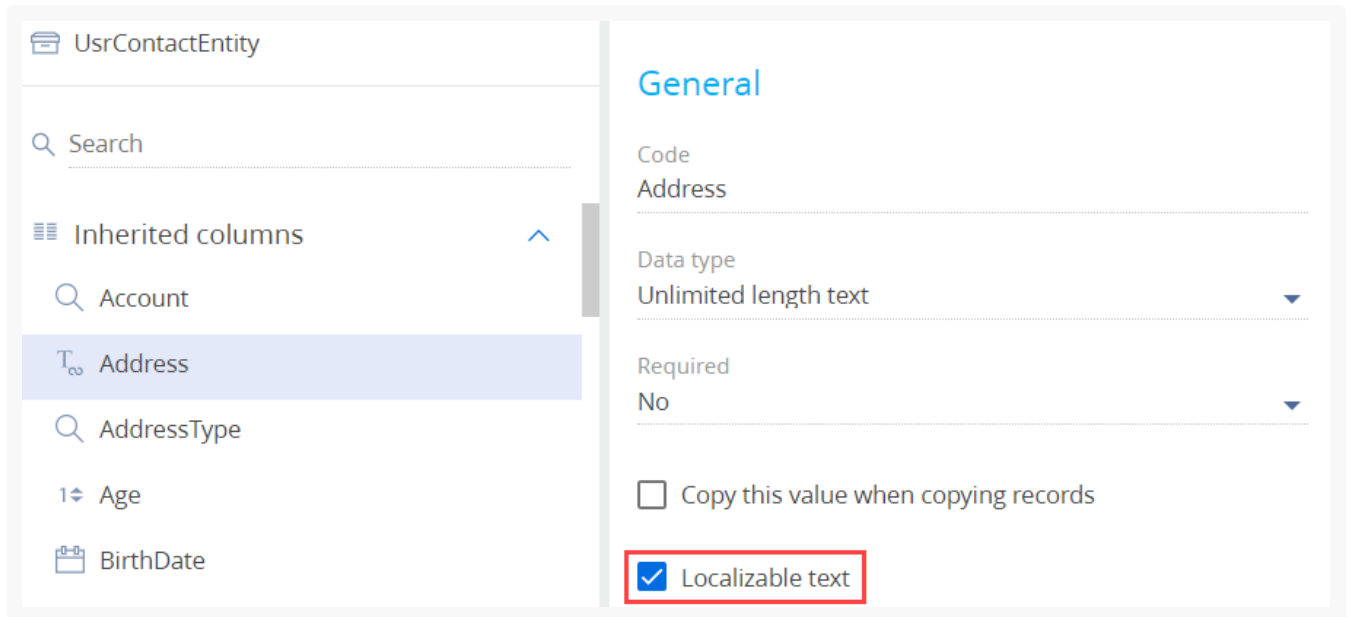 UsrContactEntity
Search
Inherited columns
Account
Address
AddressType
1 Age
BirthDate
General
Code
Address
Data type
Unlimited length text
Required
No
Copy this value when copying records
Localizable text